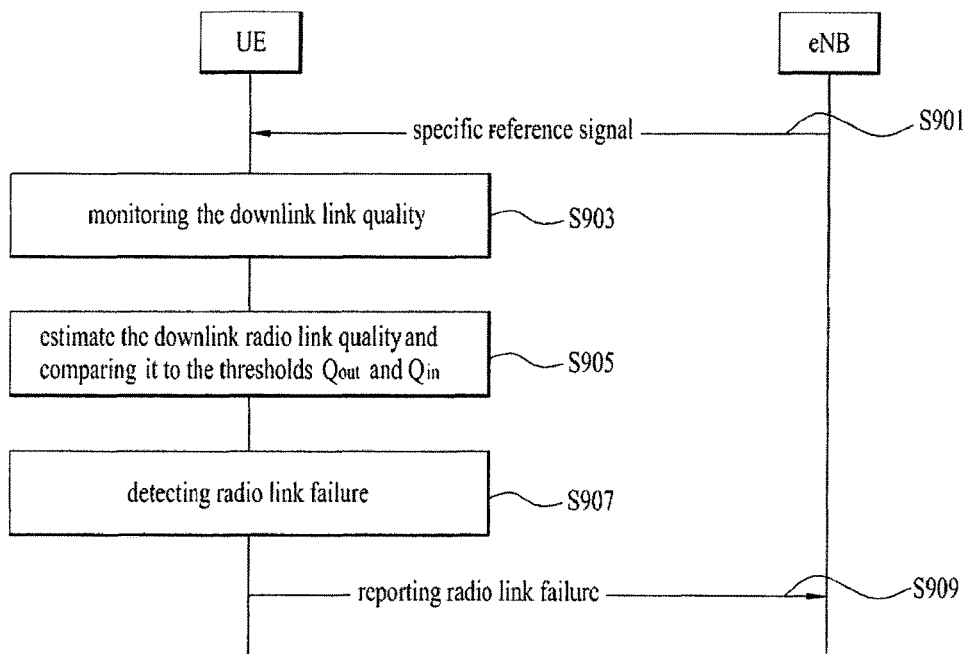 UE
eNB
specific reference signal
S901
monitoring the downlink link quality
S903
estimate the downlink radio link quality and
comparing it to the thresholds Qout and Qin
S905
detecting radio link failure
S907
reporting radio link failure
S909